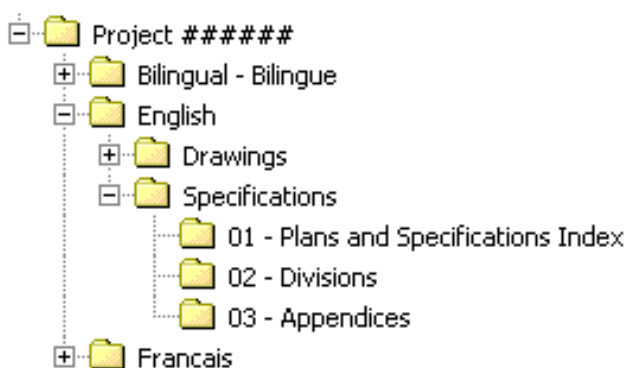 Project ######
Bilingual - Bilingue
English
Drawings
Specifications
01 - Plans and Specifications Index
02 - Divisions
03 - Appendices
Francais